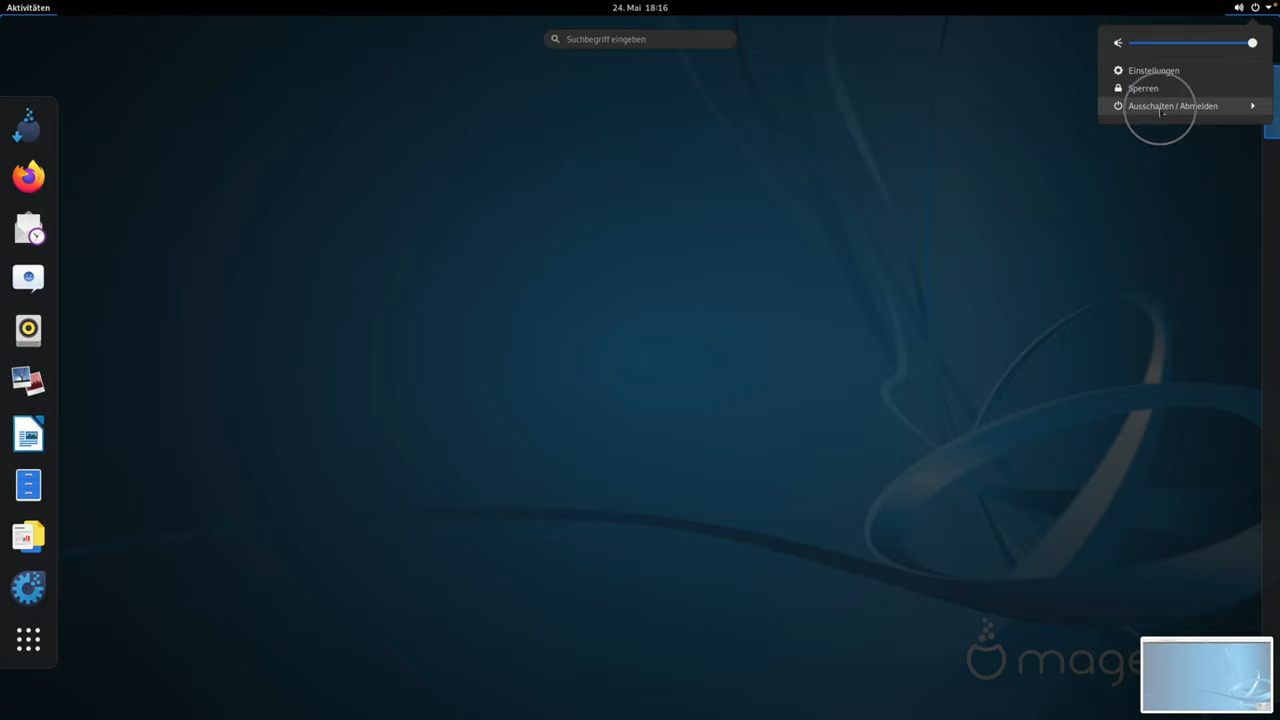 Aktivitäten
24. Mai 18:16
Suchbegriff eingeben
Einstellungen
Sperren
Ausschalten / Abmelden
mage